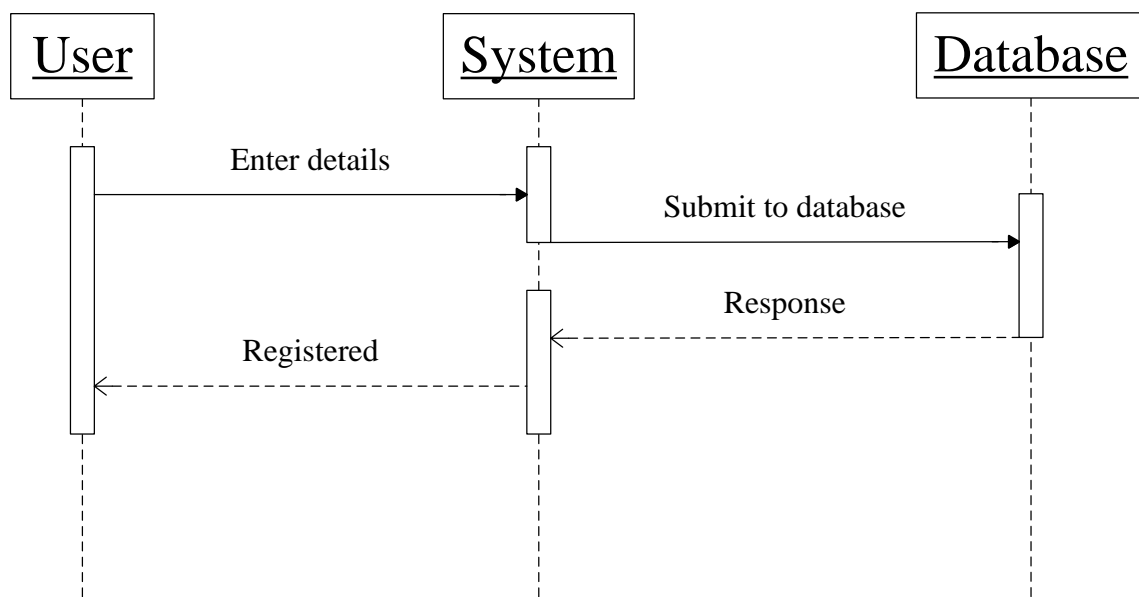 User
System
Database
Enter details
Submit to database
Response
Registered